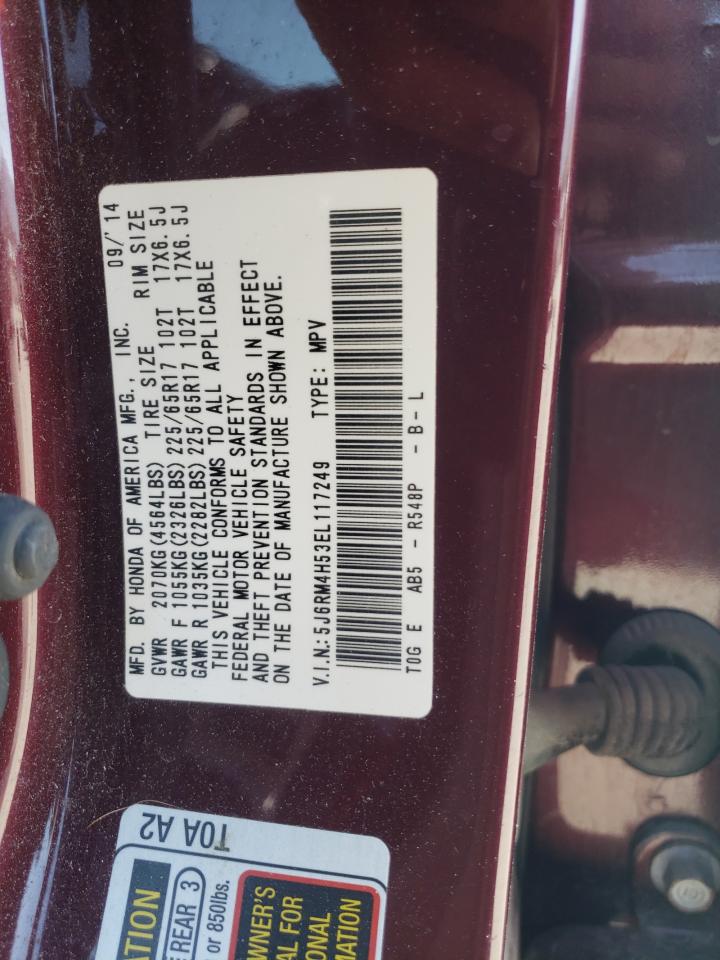 MFD. BY HONDA OF AMERICA MFG., INC. 09/'14
GVWR 2070KG(4564LBS) TIRE SIZE RIM SIZE
GAWR F 1055KG(2326LBS) 225/65R17 102T 17X6.5J
GAWR R 1035KG(2282LBS) 225/65R17 102T 17X6.5J
THIS VEHICLE CONFORMS TO ALL APPLICABLE
FEDERAL MOTOR VEHICLE SAFETY
AND THEFT PREVENTION STANDARDS IN EFFECT
ON THE DATE OF MANUFACTURE SHOWN ABOVE.
V.I.N.: 5J6RM4H53EL117249 TYPE: MPV
T0G E AB5 - R548P - B - L
T0A A2
ATION
REAR 3
or 850lbs.
WNER'S
AL FOR
ONAL
MATION